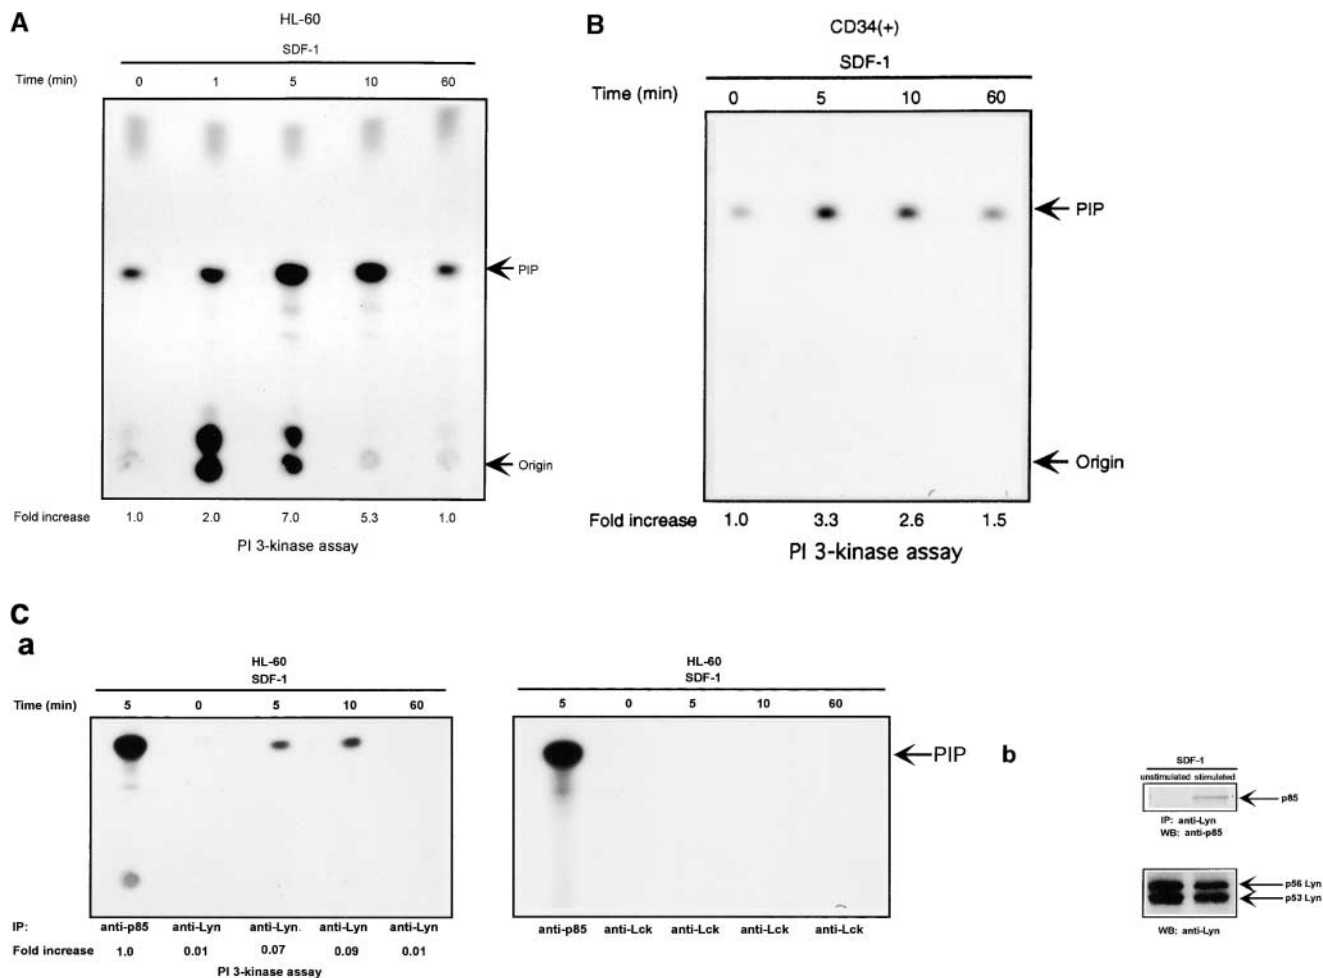 A
HL-60
SDF-1
Time (min) 0 1 5 10 60
PIP
Origin
Fold increase 1.0 2.0 7.0 5.3 1.0
PI 3-kinase assay
B
CD34(+)
SDF-1
Time (min) 0 5 10 60
PIP
Origin
Fold increase 1.0 3.3 2.6 1.5
PI 3-kinase assay
C
a
HL-60
SDF-1
Time (min) 5 0 5 10 60
IP: anti-p85 anti-Lyn anti-Lyn. anti-Lyn anti-Lyn
Fold increase 1.0 0.01 0.07 0.09 0.01
PI 3-kinase assay
HL-60
SDF-1
5 0 5 10 60
PIP
anti-p85 anti-Lck anti-Lck anti-Lck anti-Lck
b
SDF-1
unstimulated stimulated
p85
IP: anti-Lyn
WB: anti-p85
p56 Lyn
p53 Lyn
WB: anti-Lyn